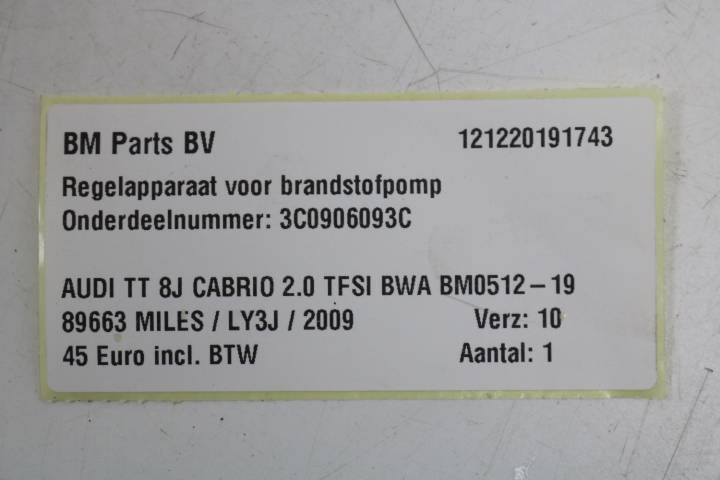 BM Parts BV 121220191743
Regelapparaat voor brandstofpomp
Onderdeelnummer: 3C0906093C
AUDI TT 8J CABRIO 2.0 TFSI BWA BM0512-19
89663 MILES / LY3J / 2009 Verz: 10
45 Euro incl. BTW Aantal: 1